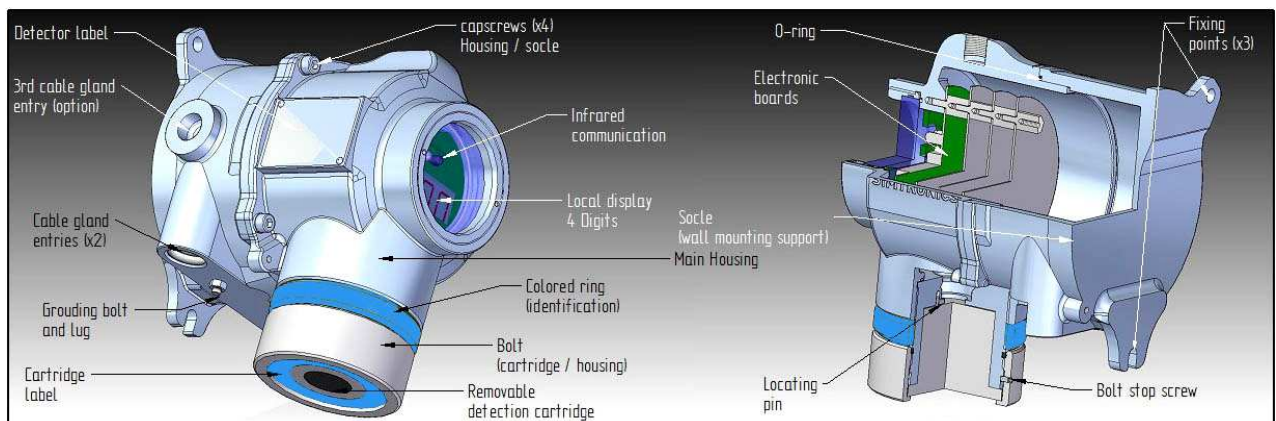 Detector label
3rd cable gland
entry (option)
Cable gland
entries (x2)
Grouding bolt
and lug
Cartridge
label
capscrews (x4)
Housing / socle
Infrared
communication
Local display
4 Digits
Main Housing
Colored ring
(identification)
Bolt
(cartridge / housing)
Removable
detection cartridge
O-ring
Electronic
boards
Socle
(wall mounting support)
Locating
pin
Fixing
points (x3)
Bolt stop screw
SIMTRONICS